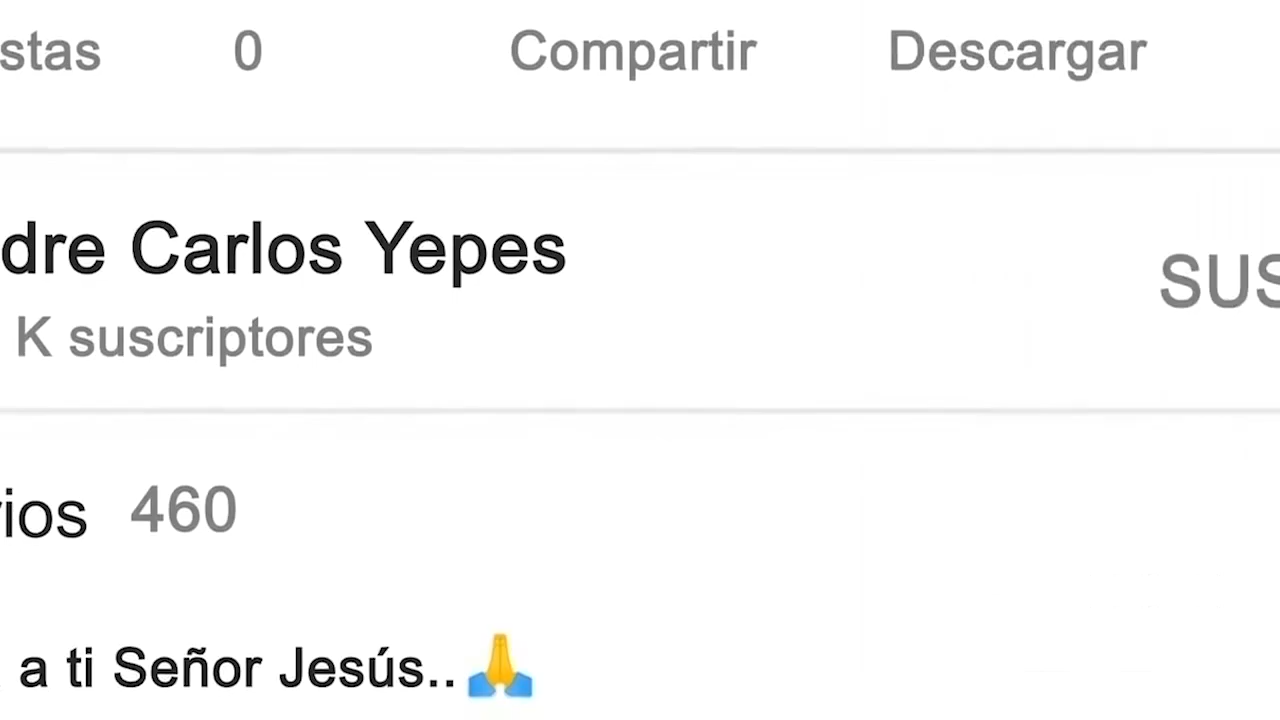 stas 0 Compartir Descargar
dre Carlos Yepes SUS
K suscriptores
ios 460
a ti Señor Jesús..🙏